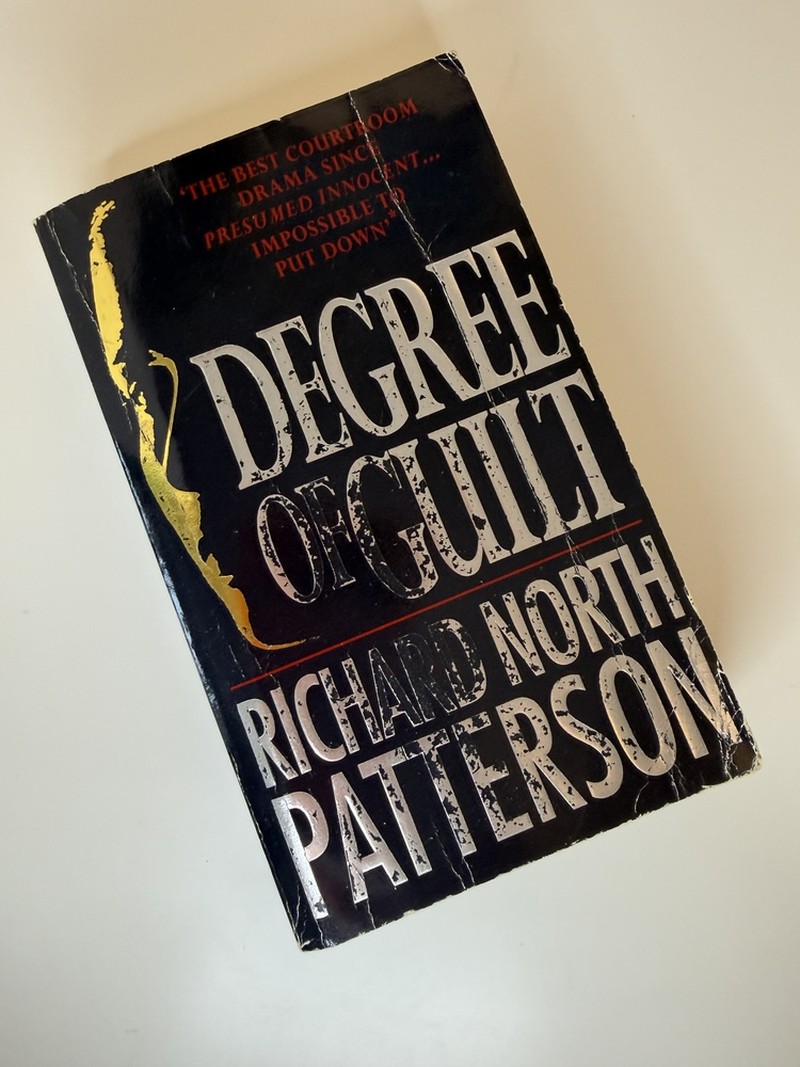 'THE BEST COURTROOM
DRAMA SINCE
PRESUMED INNOCENT...
IMPOSSIBLE TO
PUT DOWN'*
DEGREE
OF GUILT
RICHARD NORTH
PATTERSON